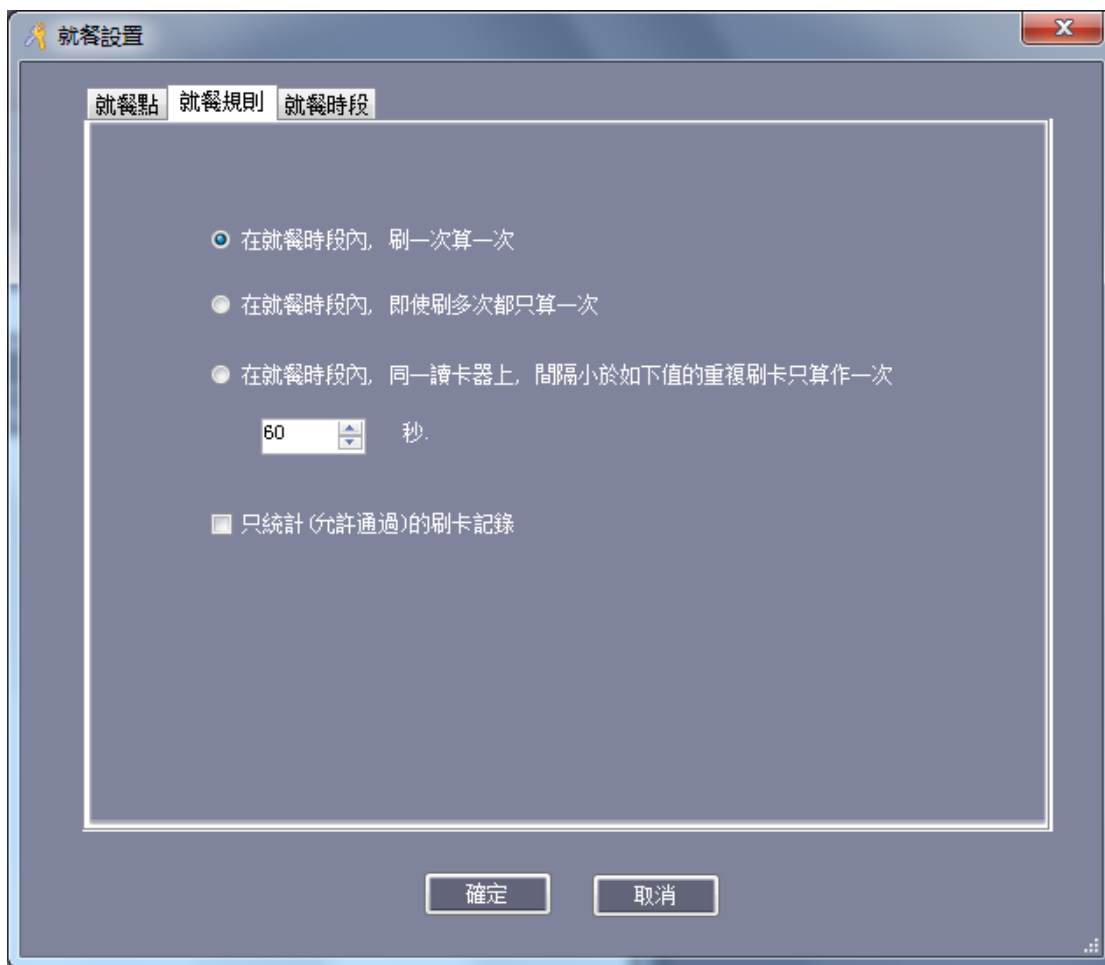 就餐設置
就餐點 就餐規則 就餐時段
在就餐時段內, 刷一次算一次
在就餐時段內, 即使刷多次都只算一次
在就餐時段內, 同一讀卡器上, 間隔小於如下值的重複刷卡只算作一次
60 秒.
只統計(允許通過)的刷卡記錄
確定 取消